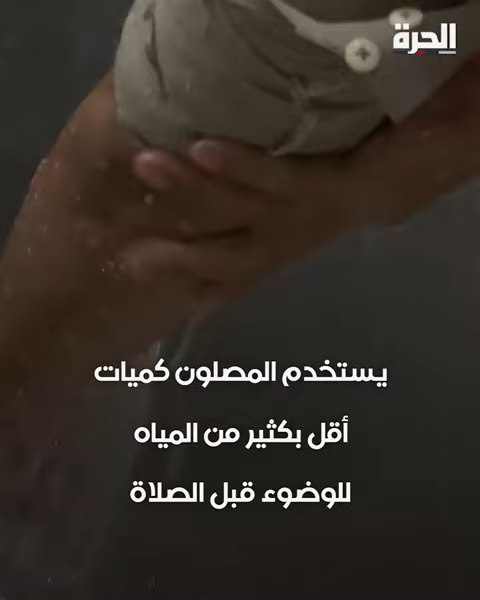 الحرة
يستخدم المصلون كميات
أقل بكثير من المياه
للوضوء قبل الصلاة